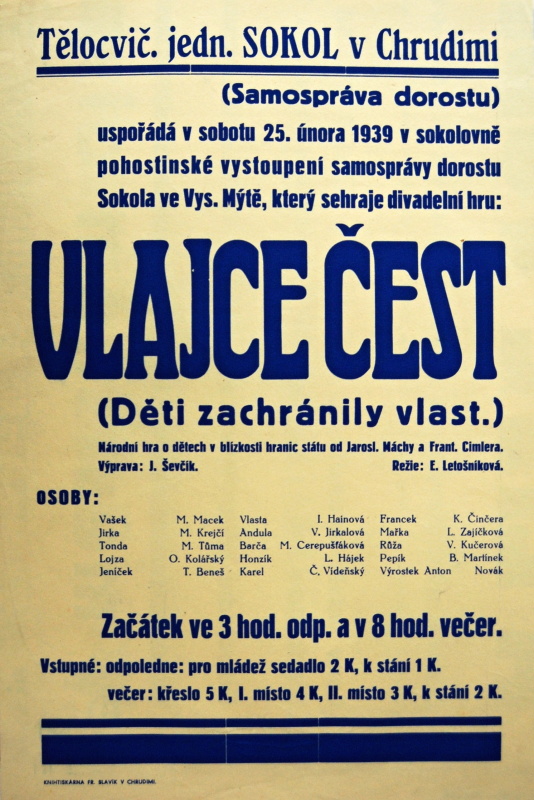 Tělocvič. jedn. SOKOL v Chrudimi
(Samospráva dorostu)
uspořádá v sobotu 25. února 1939 v sokolovně
pohostinské vystoupení samosprávy dorostu
Sokola ve Vys. Mýtě, který sehraje divadelní hru:
VLAJCE ČEST
(Děti zachránily vlast.)
Národní hra o dětech v blízkosti hranic státu od Jarosl. Máchy a Frant. Cimlera.
Výprava: J. Ševčik. Režie: E. Letošníková.
OSOBY:
Vašek M. Macek Vlasta I. Hainová Francek K. Činčera
Jirka M. Krejčí Andula V. Jirkalová Mařka L. Zajíčková
Tonda M. Tůma Barča M. Cerepušťáková Růža V. Kučerová
Lojza O. Kolářský Honzík L. Hájek Pepík B. Martínek
Jeníček T. Beneš Karel Č. Vídeňský Výrostek Anton Novák
Začátek ve 3 hod. odp. a v 8 hod. večer.
Vstupné: odpoledne: pro mládež sedadlo 2 K, k stání 1 K.
večer: křeslo 5 K, I. místo 4 K, II. místo 3 K, k stání 2 K.
KNIHTISKÁRNA FR. SLAVÍK V CHRUDIMI.